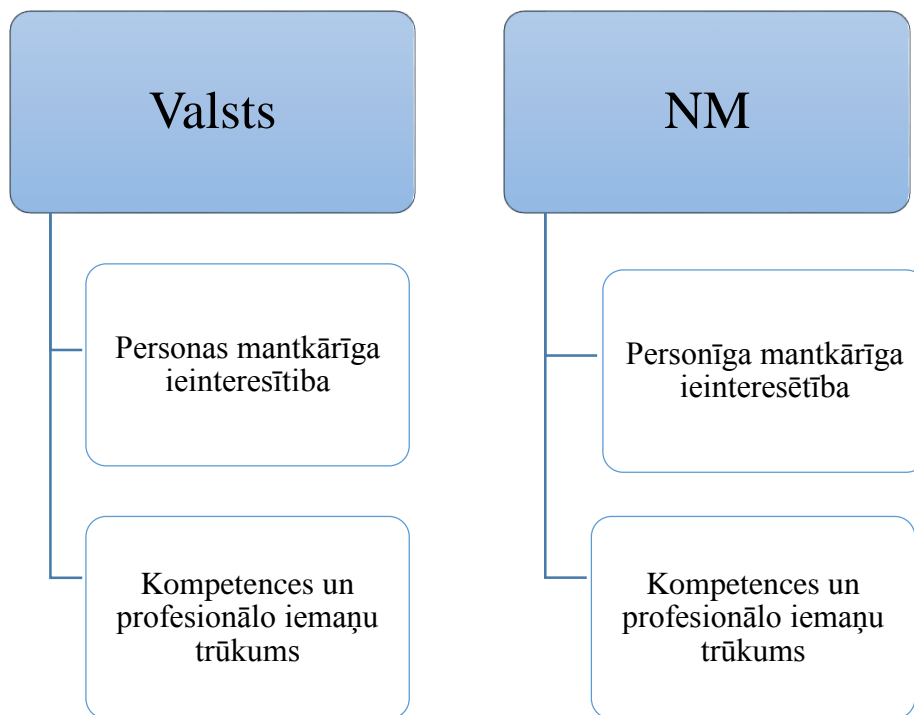 Valsts
Personas mantkārīga
ieinteresītiba
Kompetences un
profesionālo iemaņu
trūkums
NM
Personīga mantkārīga
ieinteresētība
Kompetences un
profesionālo iemaņu
trūkums